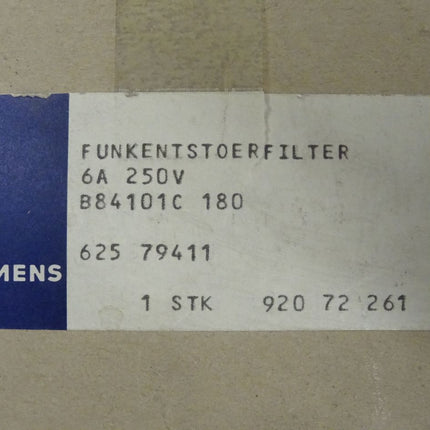 FUNKENTSTOERFILTER
6A 250V
B84101C 180
625 79411
MENS
1 STK 920 72 261